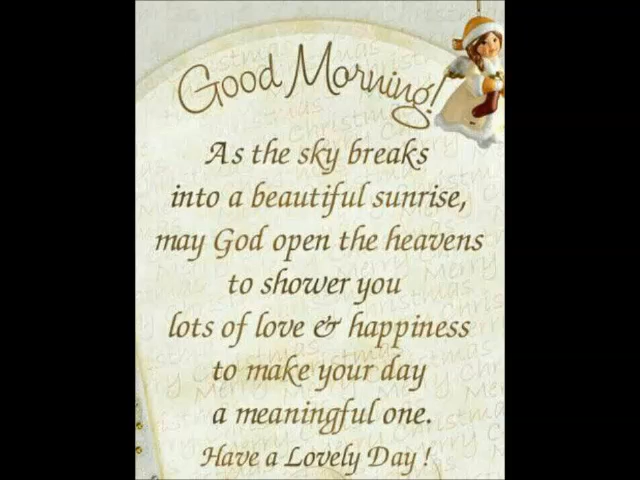 Good Morning!
As the sky breaks
into a beautiful sunrise,
may God open the heavens
to shower you
lots of love & happiness
to make your day
a meaningful one.
Have a Lovely Day !